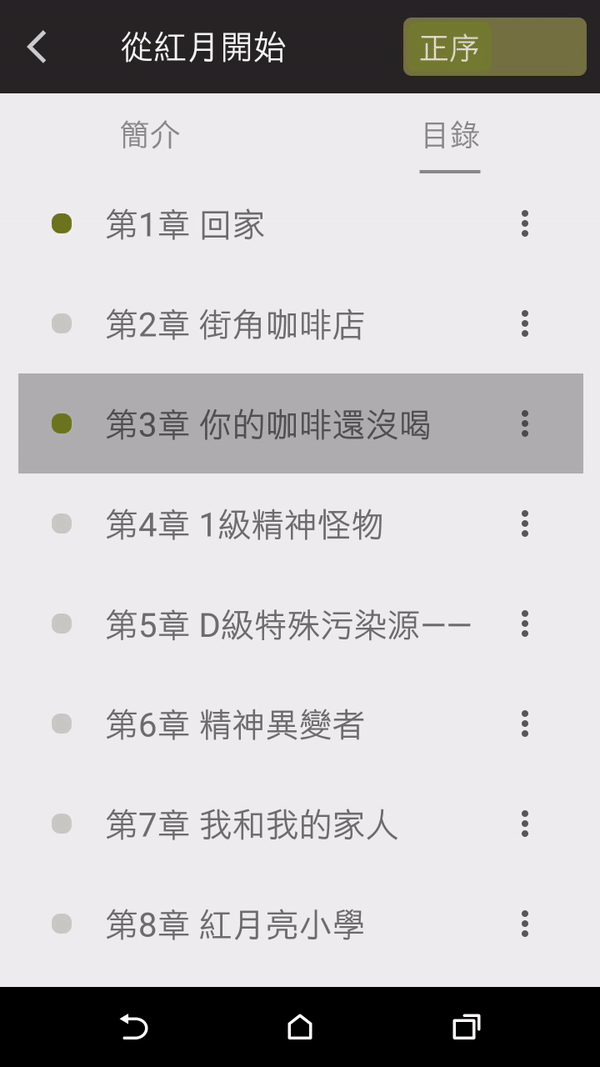 從紅月開始
正序
簡介
目錄
第1章 回家
第2章 街角咖啡店
第3章 你的咖啡還沒喝
第4章 1級精神怪物
第5章 D級特殊污染源——
第6章 精神異變者
第7章 我和我的家人
第8章 紅月亮小學